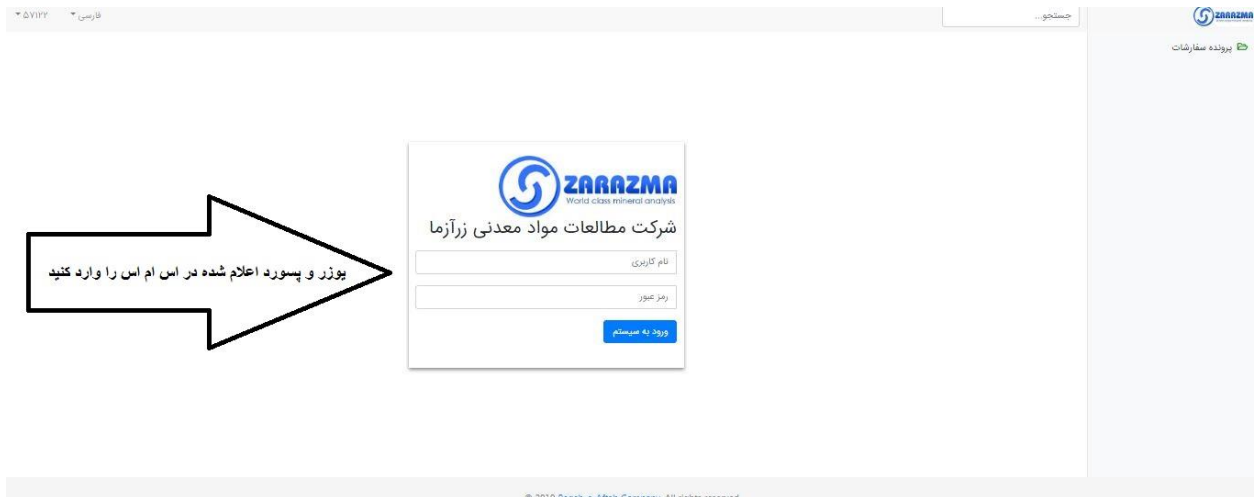 ZARAZMA
جستجو...
فارسی
۵۷۱۲۲
پرونده سفارشات
ZARAZMA
World class mineral analysis
شرکت مطالعات مواد معدنی زرآزما
نام کاربری
رمز عبور
ورود به سیستم
یوزر و پسورد اعلام شده در اس ام اس را وارد کنید